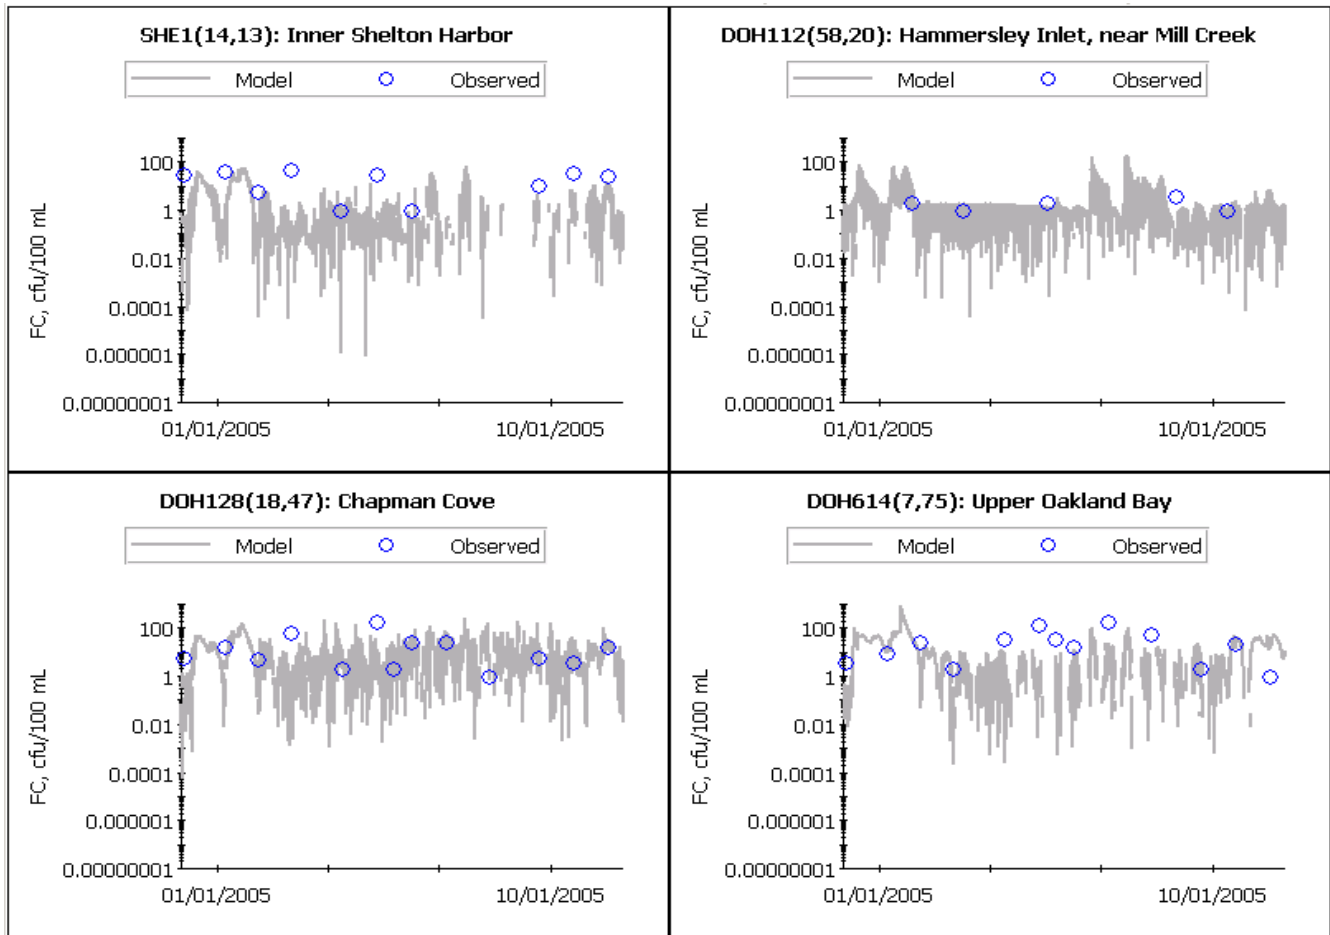 SHE1(14,13): Inner Shelton Harbor
Model Observed
100
1
0.01
0.0001
0.000001
0.00000001
FC, cfu/100 mL
01/01/2005 10/01/2005
DOH112(58,20): Hammersley Inlet, near Mill Creek
Model Observed
100
1
0.01
0.0001
0.000001
0.00000001
FC, cfu/100 mL
01/01/2005 10/01/2005
DOH128(18,47): Chapman Cove
Model Observed
100
1
0.01
0.0001
0.000001
0.00000001
FC, cfu/100 mL
01/01/2005 10/01/2005
DOH614(7,75): Upper Oakland Bay
Model Observed
100
1
0.01
0.0001
0.000001
0.00000001
FC, cfu/100 mL
01/01/2005 10/01/2005